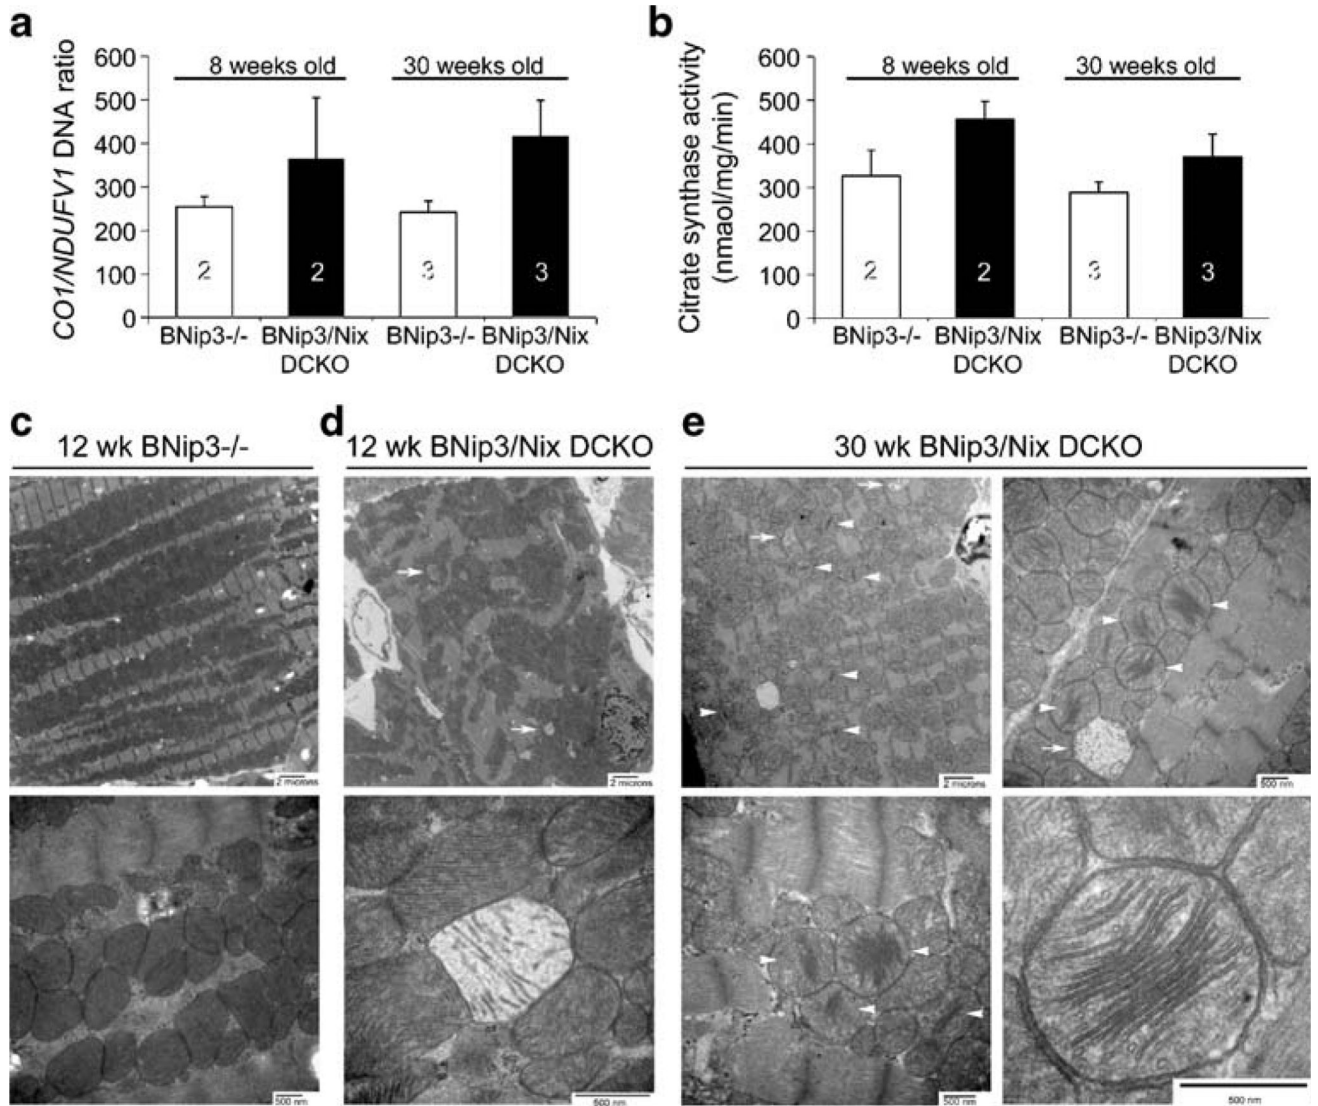 a
CO1/NDUFV1 DNA ratio
600
500
400
300
200
100
0
8 weeks old
30 weeks old
2
2
3
3
BNip3-/-
BNip3/Nix
DCKO
BNip3-/-
BNip3/Nix
DCKO
b
Citrate synthase activity
(nmaol/mg/min)
600
500
400
300
200
100
0
8 weeks old
30 weeks old
2
2
3
3
BNip3-/-
BNip3/Nix
DCKO
BNip3-/-
BNip3/Nix
DCKO
c
12 wk BNip3-/-
2 microns
500 nm
d
12 wk BNip3/Nix DCKO
2 microns
500 nm
e
30 wk BNip3/Nix DCKO
2 microns
500 nm
500 nm
500 nm